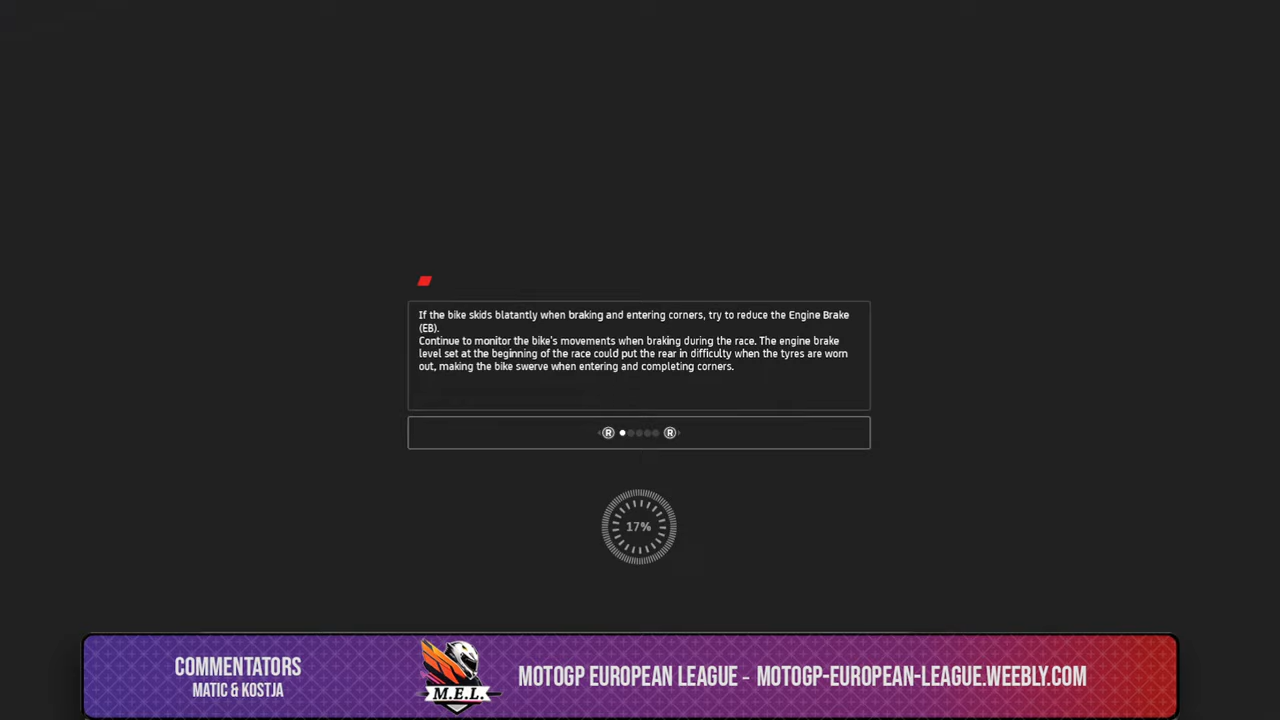 If the bike skids blatantly when braking and entering corners, try to reduce the Engine Brake
(EB).
Continue to monitor the bike's movements when braking during the race. The engine brake
level set at the beginning of the race could put the rear in difficulty when the tyres are worn
out, making the bike swerve when entering and completing corners.
R R
17%
COMMENTATORS
MATIC & KOSTJA
M.E.L.
MOTOGP EUROPEAN LEAGUE - MOTOGP-EUROPEAN-LEAGUE.WEEBLY.COM